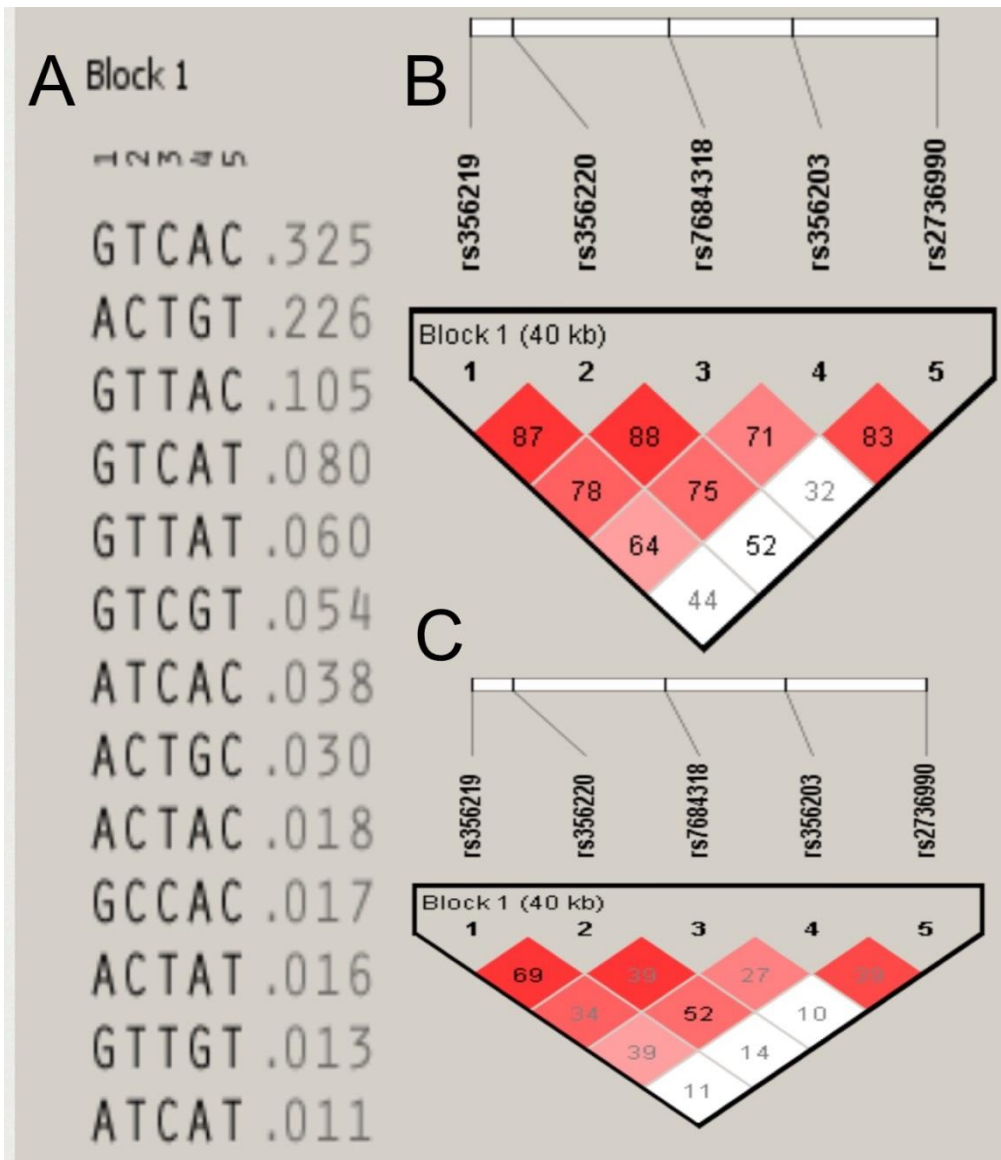 A Block 1
1 2 3 4 5
GTCAC .325
ACTGT .226
GTTAC .105
GTCAT .080
GTTAT .060
GTCGT .054
ATCAC .038
ACTGC .030
ACTAC .018
GCCAC .017
ACTAT .016
GTTGT .013
ATCAT .011
B
rs356219
rs356220
rs7684318
rs356203
rs2736990
Block 1 (40 kb)
1 2 3 4 5
87 88 71 83
78 75 32
64 52
44
C
rs356219
rs356220
rs7684318
rs356203
rs2736990
Block 1 (40 kb)
1 2 3 4 5
69 39 27 39
34 52 10
39 14
11